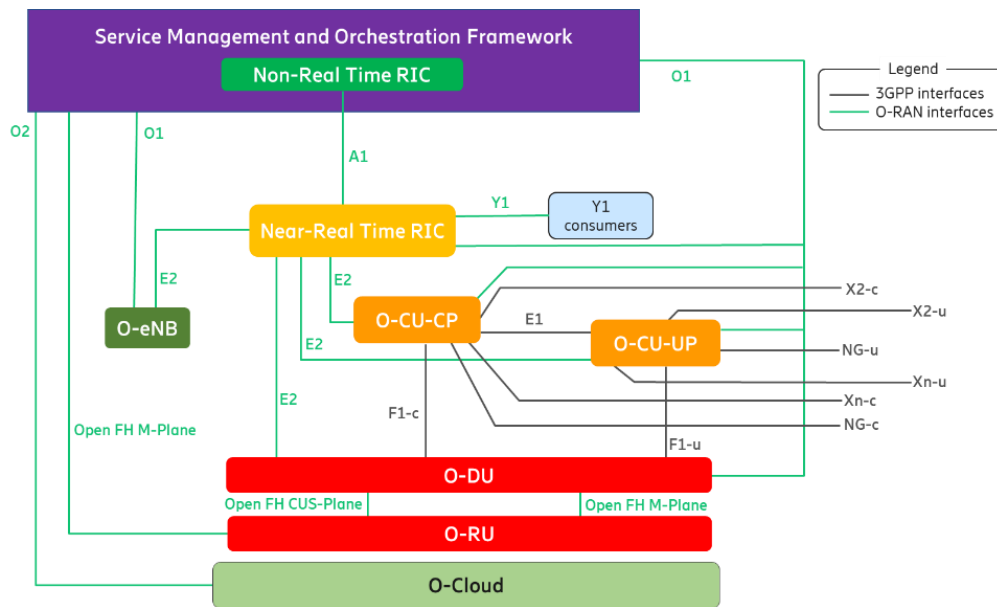 Service Management and Orchestration Framework
Non-Real Time RIC
O1
Legend
3GPP interfaces
O-RAN interfaces
O2
O1
A1
Y1
Y1
consumers
Near-Real Time RIC
E2
E2
X2-c
O-CU-CP
E1
X2-u
O-eNB
E2
O-CU-UP
NG-u
Xn-u
E2
Xn-c
F1-c
NG-c
Open FH M-Plane
F1-u
O-DU
Open FH CUS-Plane
Open FH M-Plane
O-RU
O-Cloud